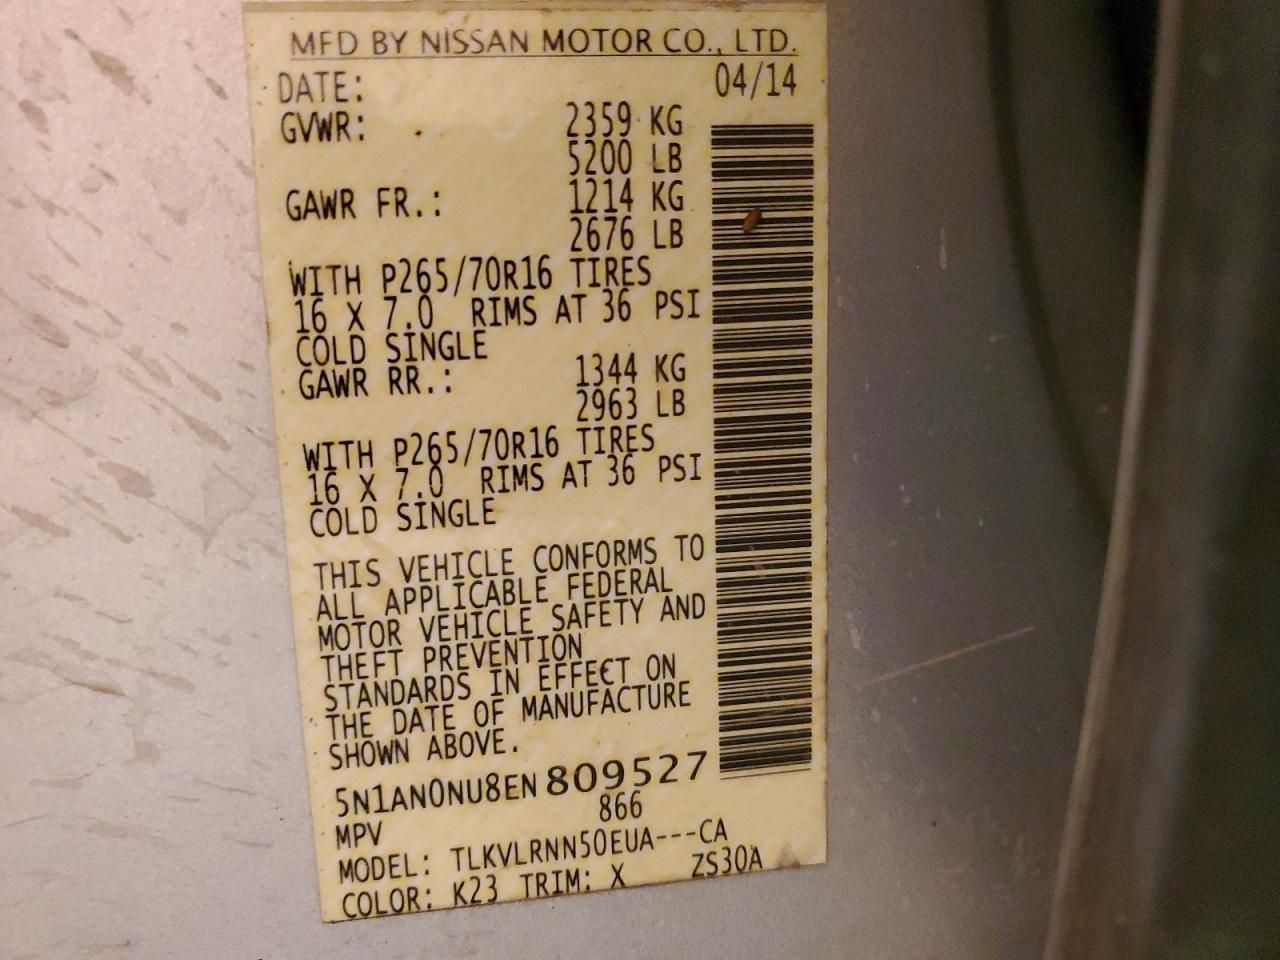 MFD BY NISSAN MOTOR CO., LTD.
DATE: 04/14
GVWR: 2359 KG
5200 LB
GAWR FR.: 1214 KG
2676 LB
WITH P265/70R16 TIRES
16 X 7.0 RIMS AT 36 PSI
COLD SINGLE
GAWR RR.: 1344 KG
2963 LB
WITH P265/70R16 TIRES
16 X 7.0 RIMS AT 36 PSI
COLD SINGLE
THIS VEHICLE CONFORMS TO
ALL APPLICABLE FEDERAL
MOTOR VEHICLE SAFETY AND
THEFT PREVENTION
STANDARDS IN EFFECT ON
THE DATE OF MANUFACTURE
SHOWN ABOVE.
5N1AN0NU8EN809527
MPV 866
MODEL: TLKVLRNN50EUA---CA
COLOR: K23 TRIM: X ZS30A